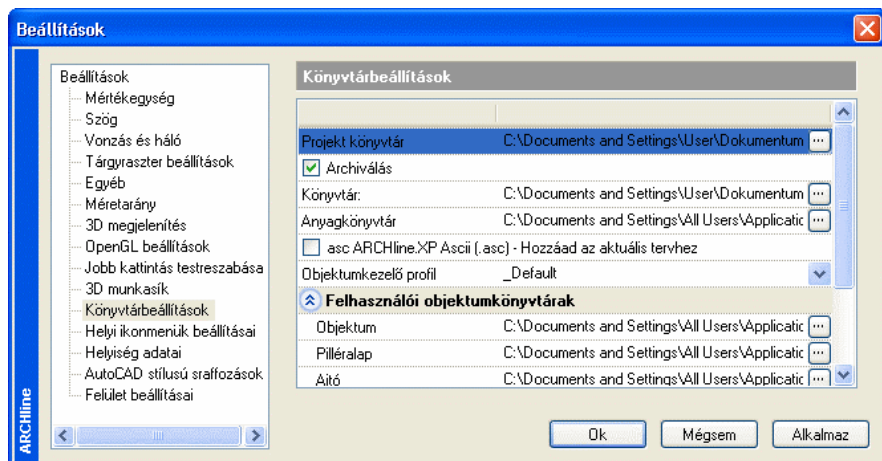 Beállítások
Beállítások
Mértékegység
Szög
Vonzás és háló
Tárgyraszter beállítások
Egyéb
Méretarány
3D megjelenítés
OpenGL beállítások
Jobb kattintás testreszabása
3D munkasík
Könyvtárbeállítások
Helyi ikonmenük beállításai
Helyiség adatai
AutoCAD stílusú sraffozások
Felület beállításai
ARCHline
Könyvtárbeállítások
Projekt könyvtár C:\Documents and Settings\User\Dokumentum ...
Archiválás
Könyvtár: C:\Documents and Settings\User\Dokumentum ...
Anyagkönyvtár C:\Documents and Settings\All Users\Applicatic ...
asc ARCHline.XP Ascii (.asc) - Hozzáad az aktuális tervhez
Objektumkezelő profil _Default
Felhasználói objektumkönyvtárak
Objektum C:\Documents and Settings\All Users\Applicatic ...
Pilléralap C:\Documents and Settings\All Users\Applicatic ...
Ajtó C:\Documents and Settings\All Users\Applicatic ...
Ok Mégsem Alkalmaz